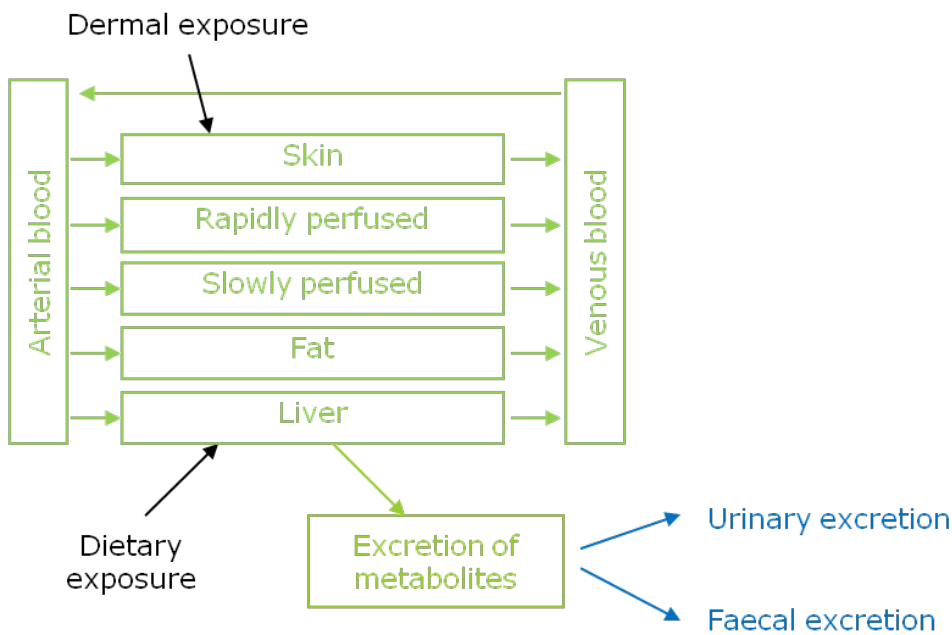 Dermal exposure
Arterial blood
Skin
Rapidly perfused
Slowly perfused
Fat
Liver
Venous blood
Dietary
exposure
Excretion of
metabolites
Urinary excretion
Faecal excretion